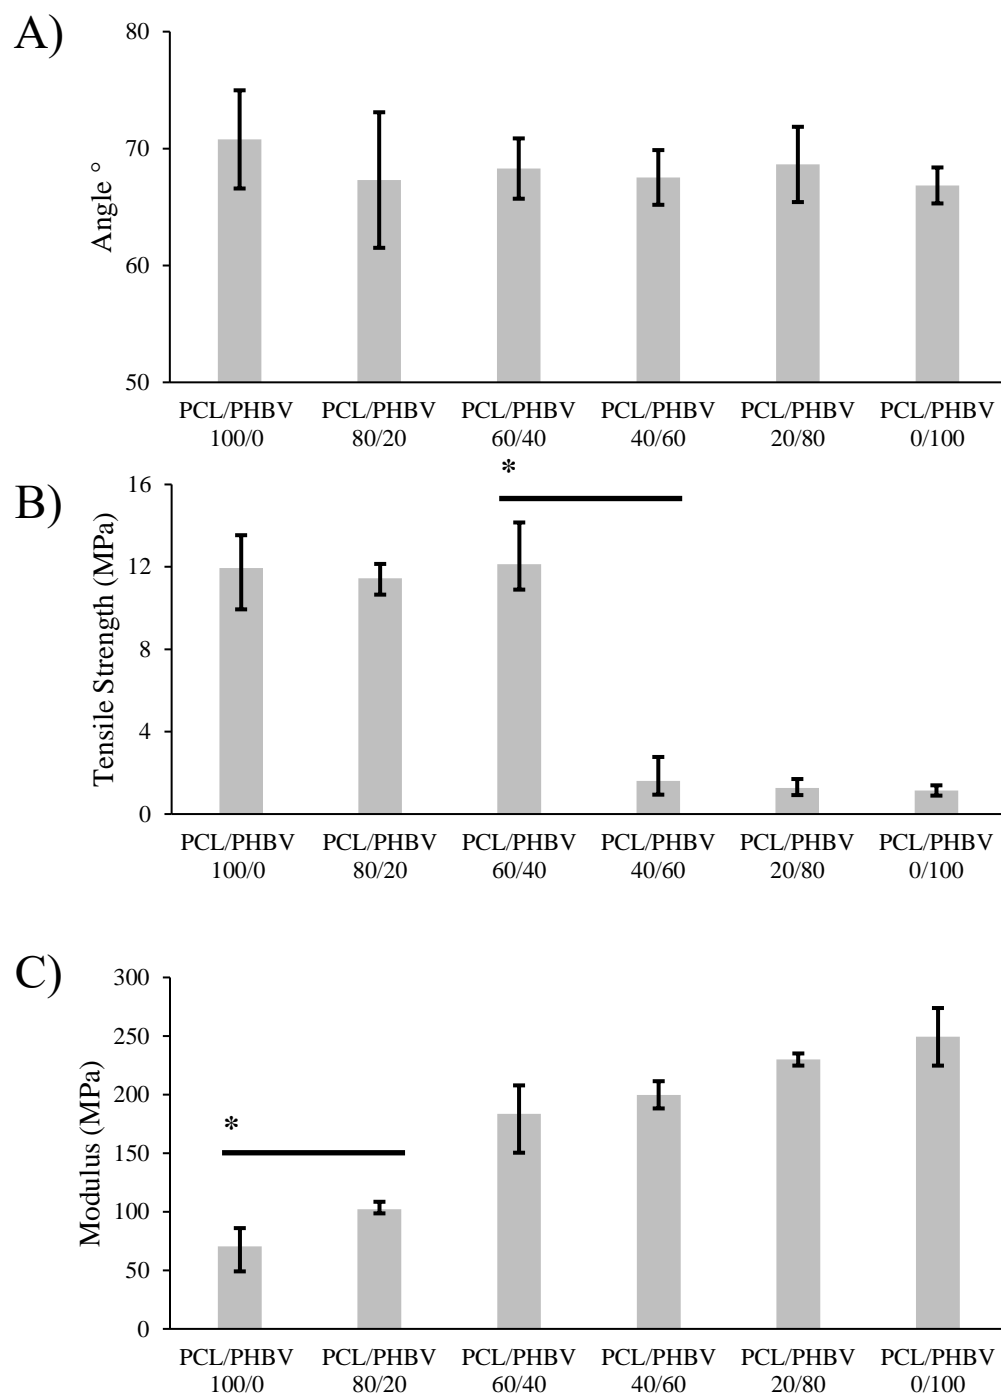 A)
80
70
60
50
Angle °
PCL/PHBV PCL/PHBV PCL/PHBV PCL/PHBV PCL/PHBV PCL/PHBV
100/0 80/20 60/40 40/60 20/80 0/100
B)
*
16
12
8
4
0
Tensile Strength (MPa)
PCL/PHBV PCL/PHBV PCL/PHBV PCL/PHBV PCL/PHBV PCL/PHBV
100/0 80/20 60/40 40/60 20/80 0/100
C)
300
250
200
150
100
50
0
Modulus (MPa)
*
PCL/PHBV PCL/PHBV PCL/PHBV PCL/PHBV PCL/PHBV PCL/PHBV
100/0 80/20 60/40 40/60 20/80 0/100